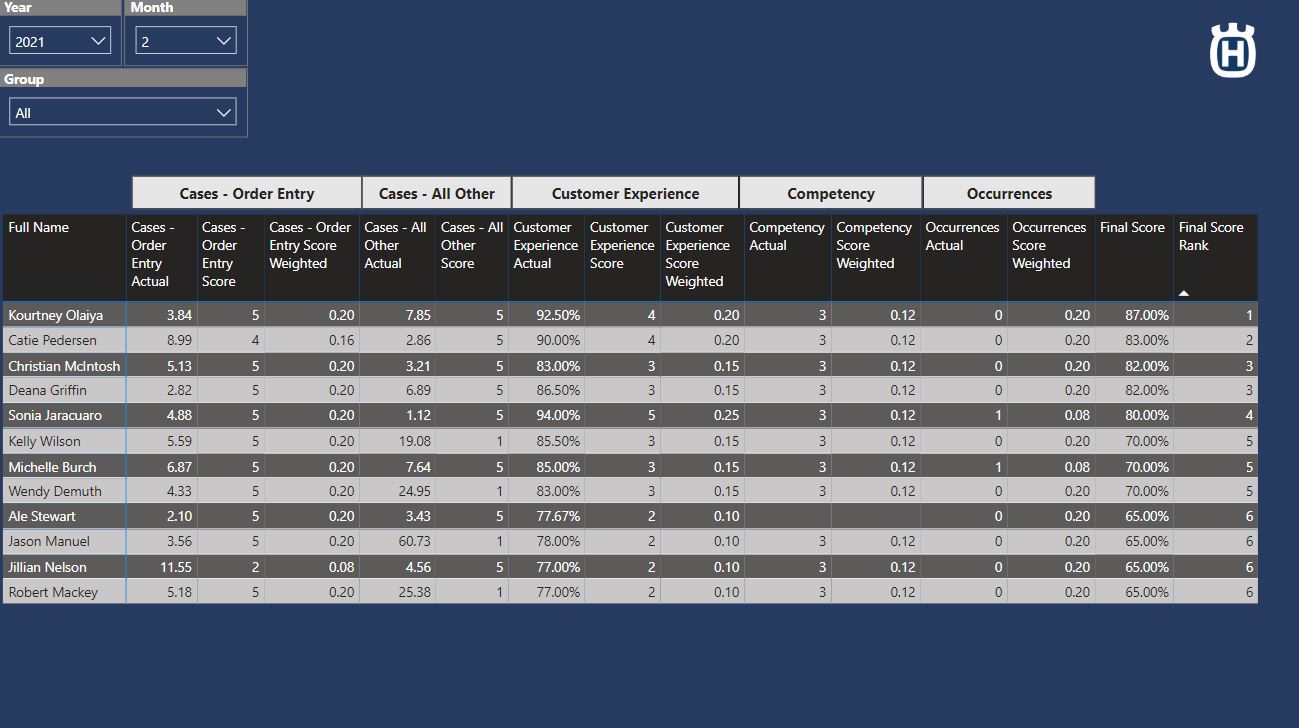 Year Month
2021 2
Group
All
H
Cases - Order Entry Cases - All Other Customer Experience Competency Occurrences
Full Name Cases - Cases - Cases - Order Cases - All Cases - All Customer Customer Customer Competency Competency Occurrences Occurrences Final Score Final Score
Order Order Entry Score Other Other Experience Experience Experience Actual Score Actual Score Rank
Entry Entry Weighted Actual Score Actual Score Score Weighted Weighted
Actual Score Weighted
Kourtney Olaiya 3.84 5 0.20 7.85 5 92.50% 4 0.20 3 0.12 0 0.20 87.00% 1
Catie Pedersen 8.99 4 0.16 2.86 5 90.00% 4 0.20 3 0.12 0 0.20 83.00% 2
Christian McIntosh 5.13 5 0.20 3.21 5 83.00% 3 0.15 3 0.12 0 0.20 82.00% 3
Deana Griffin 2.82 5 0.20 6.89 5 86.50% 3 0.15 3 0.12 0 0.20 82.00% 3
Sonia Jaracuaro 4.88 5 0.20 1.12 5 94.00% 5 0.25 3 0.12 1 0.08 80.00% 4
Kelly Wilson 5.59 5 0.20 19.08 1 85.50% 3 0.15 3 0.12 0 0.20 70.00% 5
Michelle Burch 6.87 5 0.20 7.64 5 85.00% 3 0.15 3 0.12 1 0.08 70.00% 5
Wendy Demuth 4.33 5 0.20 24.95 1 83.00% 3 0.15 3 0.12 0 0.20 70.00% 5
Ale Stewart 2.10 5 0.20 3.43 5 77.67% 2 0.10 0 0.20 65.00% 6
Jason Manuel 3.56 5 0.20 60.73 1 78.00% 2 0.10 3 0.12 0 0.20 65.00% 6
Jillian Nelson 11.55 2 0.08 4.56 5 77.00% 2 0.10 3 0.12 0 0.20 65.00% 6
Robert Mackey 5.18 5 0.20 25.38 1 77.00% 2 0.10 3 0.12 0 0.20 65.00% 6